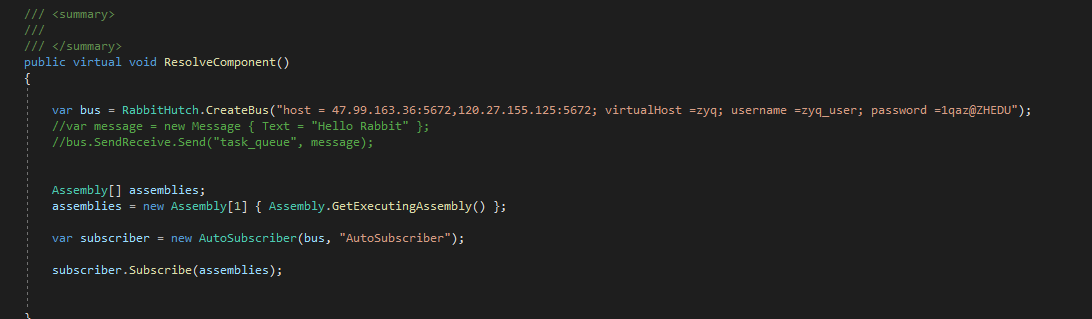 /// <summary>
///
/// </summary>
public virtual void ResolveComponent()
{
var bus = RabbitHutch.CreateBus("host = 47.99.163.36:5672,120.27.155.125:5672; virtualHost =zyq; username =zyq_user; password =1qaz@ZHEDU");
//var message = new Message { Text = "Hello Rabbit" };
//bus.SendReceive.Send("task_queue", message);
Assembly[] assemblies;
assemblies = new Assembly[1] { Assembly.GetExecutingAssembly() };
var subscriber = new AutoSubscriber(bus, "AutoSubscriber");
subscriber.Subscribe(assemblies);
}